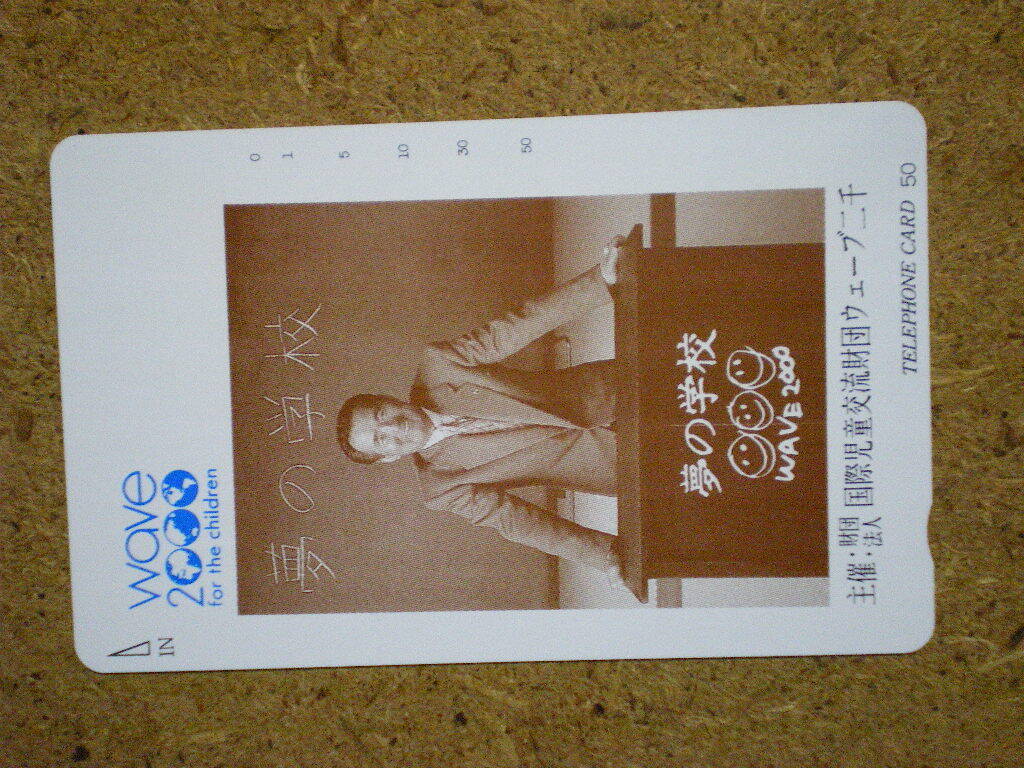 IN
wave
2000
for the children
0 1 5 10 30 50
夢の学校
夢の学校
WAVE 2000
主催・財団法人 国際児童交流財団ウェーブ二千
TELEPHONE CARD 50